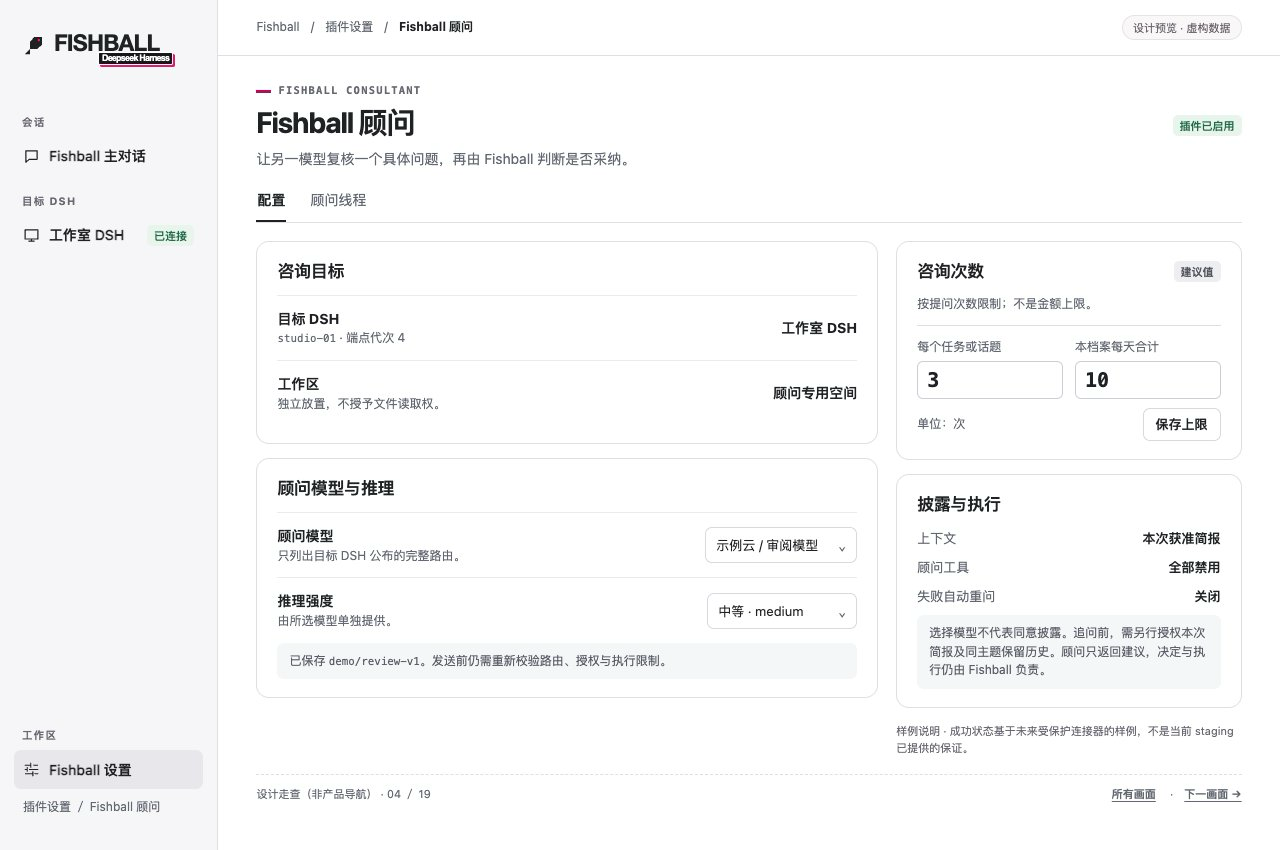 FISHBALL
Deepseek Harness
会话
Fishball 主对话
目标 DSH
工作室 DSH
已连接
工作区
Fishball 设置
插件设置 / Fishball 顾问
Fishball / 插件设置 / Fishball 顾问
设计预览 · 虚构数据
FISHBALL CONSULTANT
Fishball 顾问
插件已启用
让另一模型复核一个具体问题，再由 Fishball 判断是否采纳。
配置
顾问线程
咨询目标
目标 DSH
studio-01 · 端点代次 4
工作室 DSH
工作区
独立放置，不授予文件读取权。
顾问专用空间
顾问模型与推理
顾问模型
只列出目标 DSH 公布的完整路由。
示例云 / 审阅模型
推理强度
由所选模型单独提供。
中等 · medium
已保存 demo/review-v1。发送前仍需重新校验路由、授权与执行限制。
咨询次数
建议值
按提问次数限制；不是金额上限。
每个任务或话题
本档案每天合计
3
10
单位：次
保存上限
披露与执行
上下文
本次获准简报
顾问工具
全部禁用
失败自动重问
关闭
选择模型不代表同意披露。追问前，需另行授权本次
简报及同主题保留历史。顾问只返回建议，决定与执
行仍由 Fishball 负责。
样例说明 · 成功状态基于未来受保护连接器的样例，不是当前 staging
已提供的保证。
设计走查（非产品导航） · 04 / 19
所有画面 · 下一画面 →